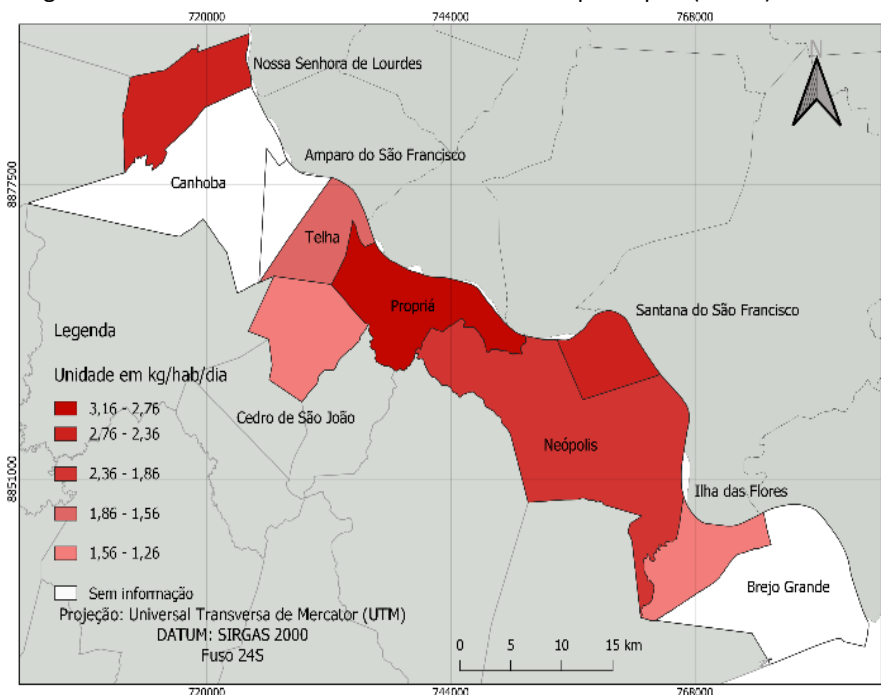 720000
744000
768000
N
Nossa Senhora de Lourdes
Amparo do São Francisco
8877500
Canhoba
Telha
Propriá
Santana do São Francisco
Legenda
Unidade em kg/hab/dia
3,16 - 2,76
2,76 - 2,36
2,36 - 1,86
1,86 - 1,56
1,56 - 1,26
Sem informação
Cedro de São João
Neópolis
8851000
Ilha das Flores
Brejo Grande
Projeção: Universal Transversa de Mercator (UTM)
DATUM: SIRGAS 2000
Fuso 24S
0 5 10 15 km
720000
744000
768000